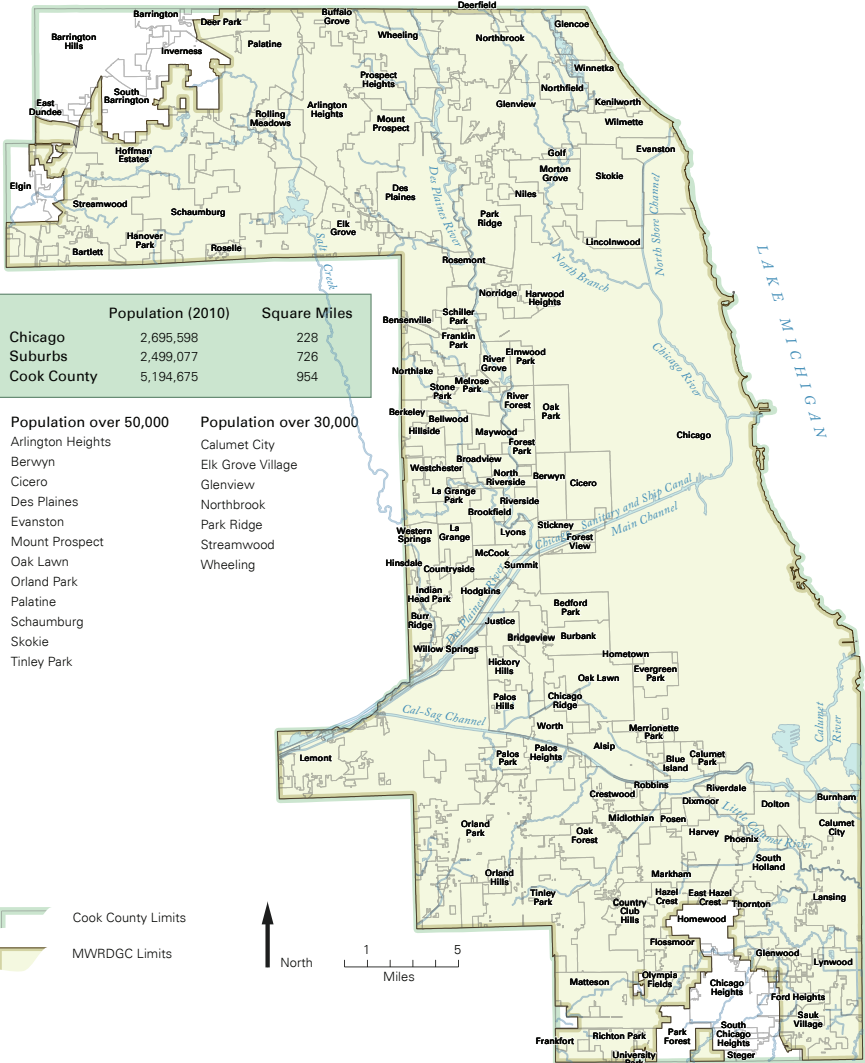 Barrington
Deer Park
Buffalo
Grove
Deerfield
Barrington
Hills
Inverness
Palatine
Wheeling
Northbrook
Glencoe
Winnetka
South
Barrington
Prospect
Heights
Northfield
East
Dundee
Rolling
Meadows
Arlington
Heights
Mount
Prospect
Glenview
Kenilworth
Wilmette
Hoffman
Estates
Golf
Evanston
Elgin
Streamwood
Schaumburg
Des
Plaines
Des Plaines River
Morton
Grove
Skokie
Niles
North Shore Channel
Hanover
Park
Bartlett
Roselle
Elk
Grove
Park
Ridge
Lincolnwood
Salt Creek
Rosemont
North Branch
LAKE MICHIGAN
Norridge
Harwood
Heights
Population (2010) Square Miles
Chicago 2,695,598 228
Suburbs 2,499,077 726
Cook County 5,194,675 954
Bensenville
Schiller
Park
Franklin
Park
River
Grove
Elmwood
Park
Chicago River
Northlake
Stone
Park
Melrose
Park
River
Forest
Oak
Park
Berkeley
Bellwood
Hillside
Maywood
Forest
Park
Chicago
Broadview
Westchester
North
Riverside
Berwyn
Cicero
La Grange
Park
Riverside
Brookfield
Population over 50,000
Arlington Heights
Berwyn
Cicero
Des Plaines
Evanston
Mount Prospect
Oak Lawn
Orland Park
Palatine
Schaumburg
Skokie
Tinley Park
Population over 30,000
Calumet City
Elk Grove Village
Glenview
Northbrook
Park Ridge
Streamwood
Wheeling
Western
Springs
La
Grange
Lyons
Stickney
Forest
View
Chicago Sanitary and Ship Canal
Main Channel
Hinsdale
Countryside
McCook
Summit
Indian
Head Park
Hodgkins
Des Plaines River
Burr
Ridge
Justice
Bedford
Park
Willow Springs
Bridgeview
Burbank
Hickory
Hills
Hometown
Evergreen
Park
Oak Lawn
Palos
Hills
Chicago
Ridge
Cal-Sag Channel
Worth
Merrionette
Park
Calumet
River
Lemont
Palos
Park
Palos
Heights
Alsip
Blue
Island
Calumet
Park
Crestwood
Robbins
Riverdale
Dixmoor
Dolton
Burnham
Orland
Park
Midlothian
Posen
Little Calumet River
Calumet
City
Oak
Forest
Harvey
Phoenix
South
Holland
Orland
Hills
Markham
Tinley
Park
Hazel
Crest
East Hazel
Crest
Thornton
Lansing
Country
Club
Hills
Homewood
Flossmoor
Glenwood
Lynwood
Matteson
Olympia
Fields
Chicago
Heights
Ford Heights
Sauk
Village
Frankfort
Richton Park
Park
Forest
South
Chicago
Heights
University
Park
Steger
Cook County Limits
MWRDGC Limits
North
1 5
Miles